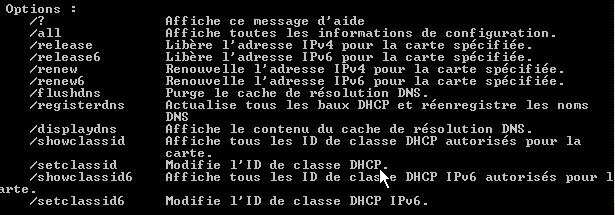 Options :
/? Affiche ce message d'aide
/all Affiche toutes les informations de configuration.
/release Libère l'adresse IPv4 pour la carte spécifiée.
/release6 Libère l'adresse IPv6 pour la carte spécifiée.
/renew Renouvelle l'adresse IPv4 pour la carte spécifiée.
/renew6 Renouvelle l'adresse IPv6 pour la carte spécifiée.
/flushdns Purge le cache de résolution DNS.
/registerdns Actualise tous les baux DHCP et réenregistre les noms
DNS
/displaydns Affiche le contenu du cache de résolution DNS.
/showclassid Affiche tous les ID de classe DHCP autorisés pour la
carte.
/setclassid Modifie l'ID de classe DHCP.
/showclassid6 Affiche tous les ID de classe DHCP IPv6 autorisés pour l
arte.
/setclassid6 Modifie l'ID de classe DHCP IPv6.